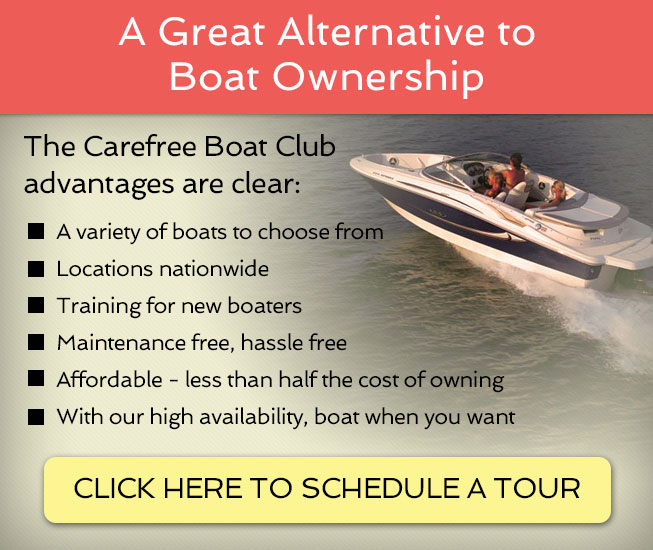 A Great Alternative to
Boat Ownership
The Carefree Boat Club
advantages are clear:
A variety of boats to choose from
Locations nationwide
Training for new boaters
Maintenance free, hassle free
Affordable - less than half the cost of owning
With our high availability, boat when you want
CLICK HERE TO SCHEDULE A TOUR